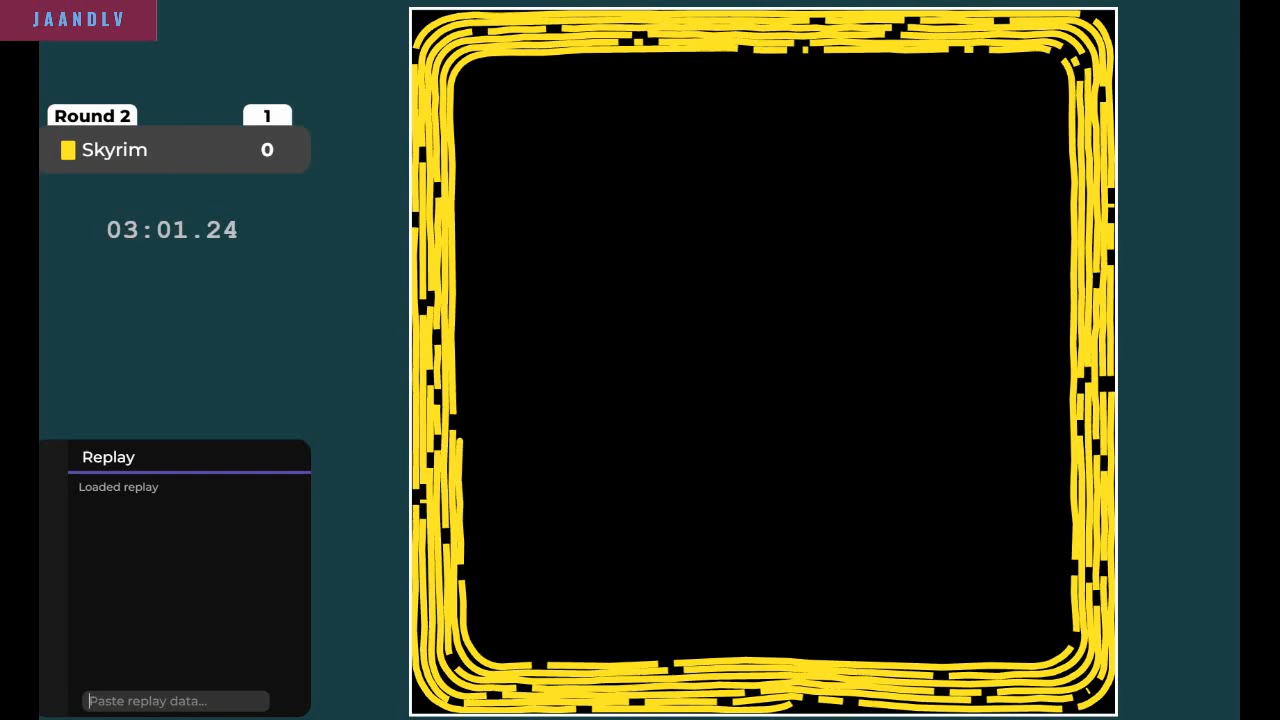 JAANDLV
Round 2 1
Skyrim 0
03:01.24
Replay
Loaded replay
Paste replay data...